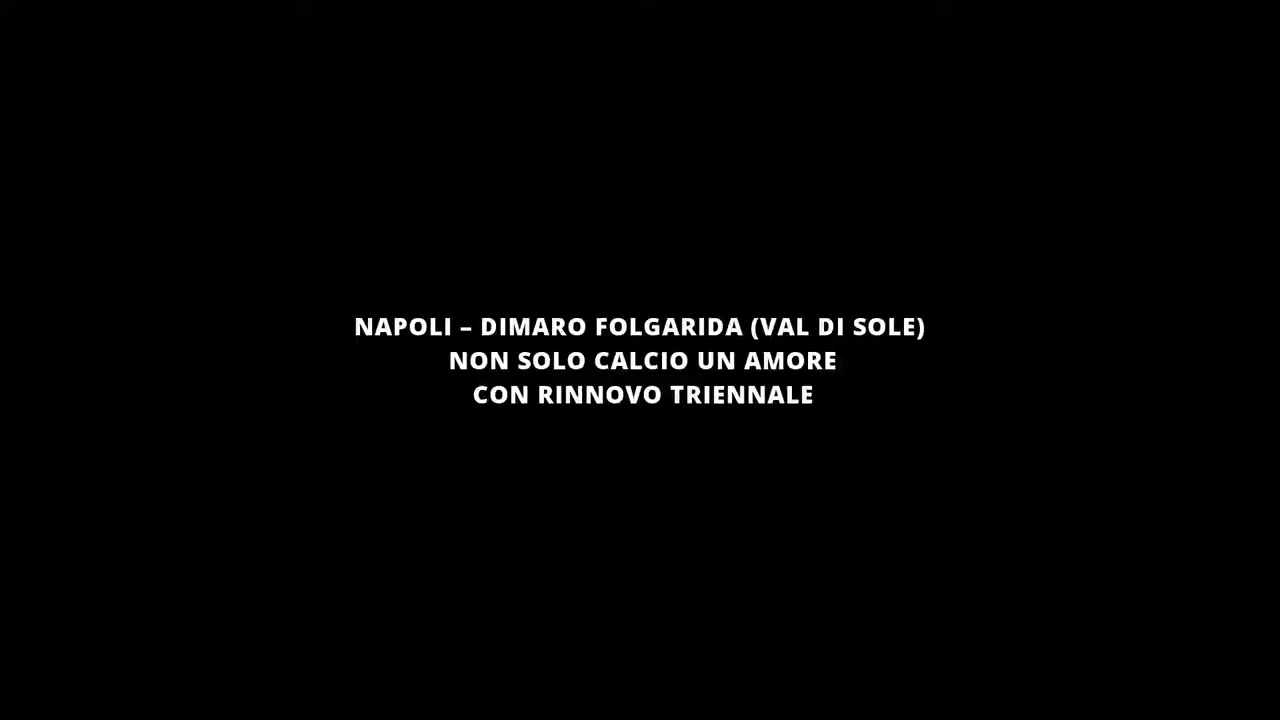 NAPOLI – DIMARO FOLGARIDA (VAL DI SOLE)
NON SOLO CALCIO UN AMORE
CON RINNOVO TRIENNALE